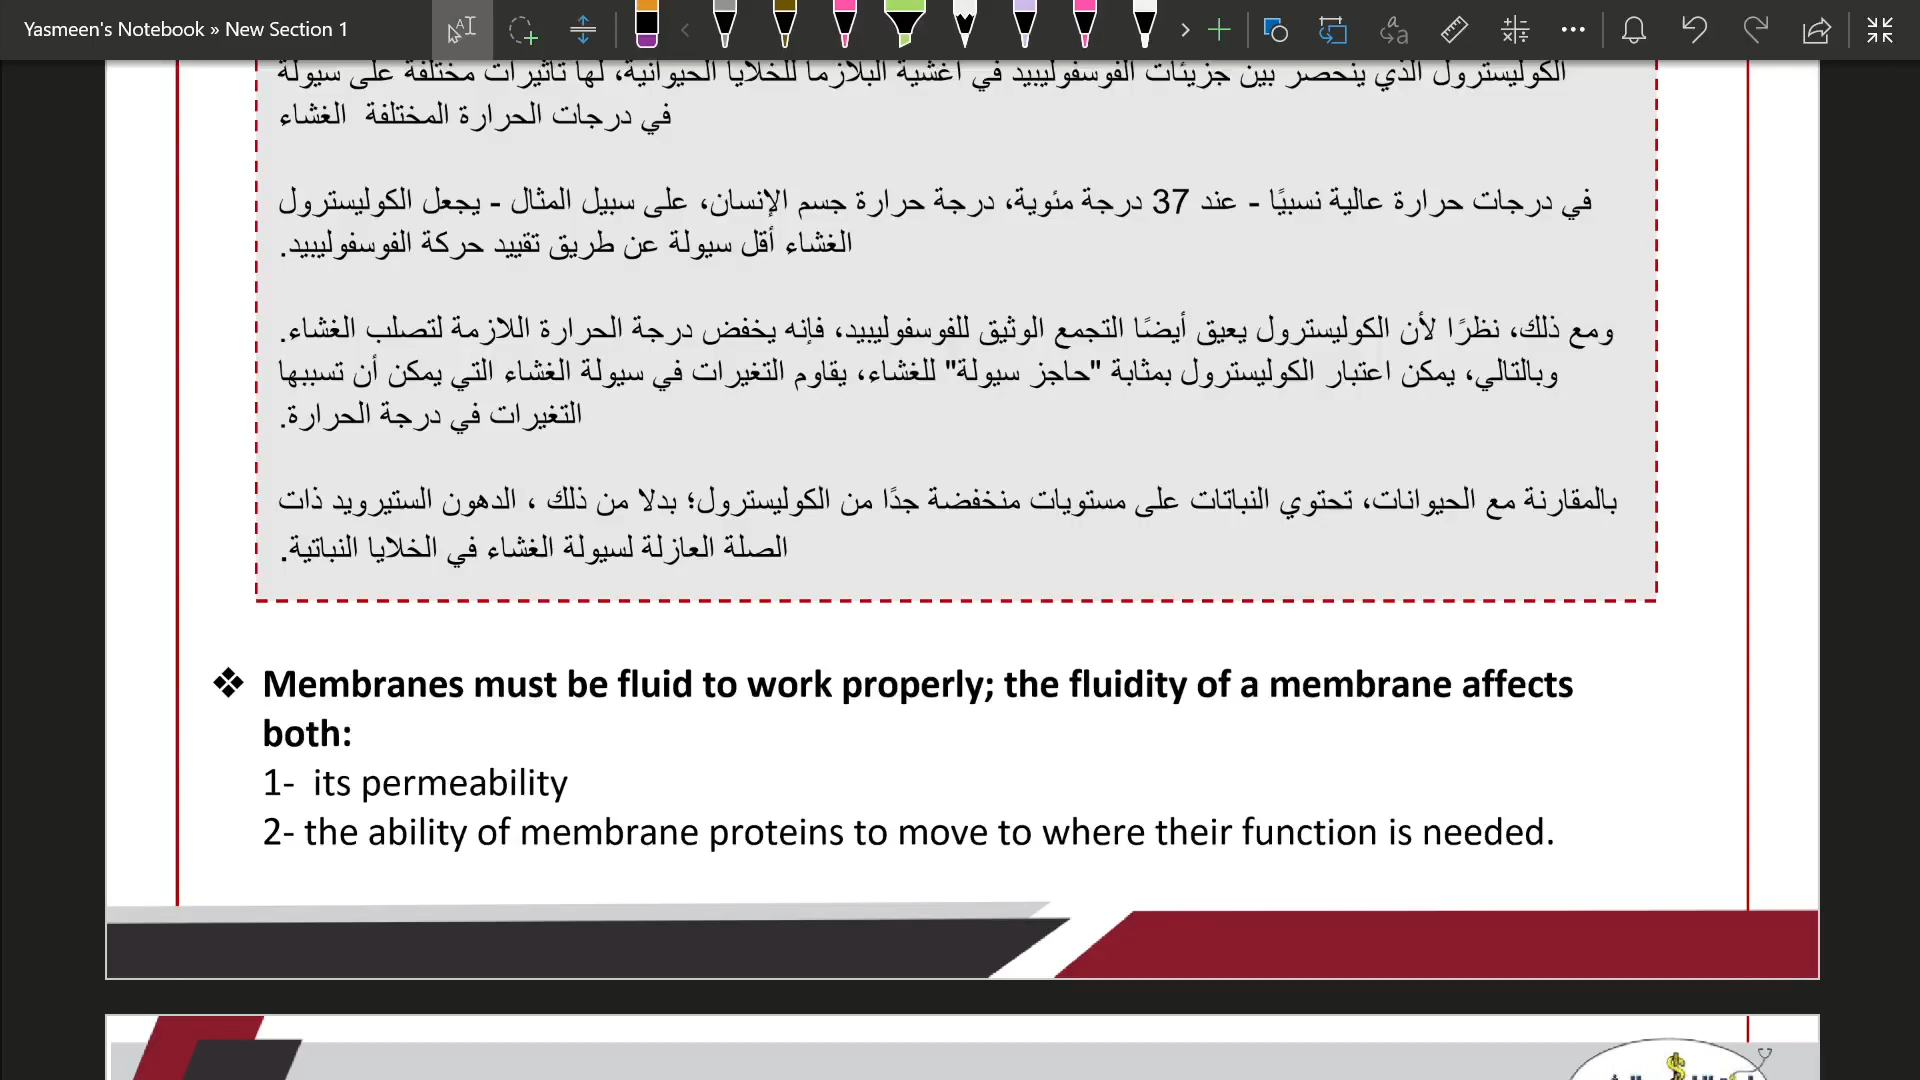 Yasmeen's Notebook » New Section 1
الكوليسترول الذي ينحصر بين جزيئات الفوسفوليبيد في أغشية البلازما للخلايا الحيوانية، لها تأثيرات مختلفة على سيولة
في درجات الحرارة المختلفة الغشاء
في درجات حرارة عالية نسبيًا - عند 37 درجة مئوية، درجة حرارة جسم الإنسان، على سبيل المثال - يجعل الكوليسترول
الغشاء أقل سيولة عن طريق تقييد حركة الفوسفوليبيد.
ومع ذلك، نظرًا لأن الكوليسترول يعيق أيضًا التجمع الوثيق للفوسفوليبيد، فإنه يخفض درجة الحرارة اللازمة لتصلب الغشاء.
وبالتالي، يمكن اعتبار الكوليسترول بمثابة "حاجز سيولة" للغشاء، يقاوم التغيرات في سيولة الغشاء التي يمكن أن تسببها
التغيرات في درجة الحرارة.
بالمقارنة مع الحيوانات، تحتوي النباتات على مستويات منخفضة جدًا من الكوليسترول؛ بدلا من ذلك ، الدهون الستيرويد ذات
الصلة العازلة لسيولة الغشاء في الخلايا النباتية.
❖ Membranes must be fluid to work properly; the fluidity of a membrane affects
both:
1- its permeability
2- the ability of membrane proteins to move to where their function is needed.